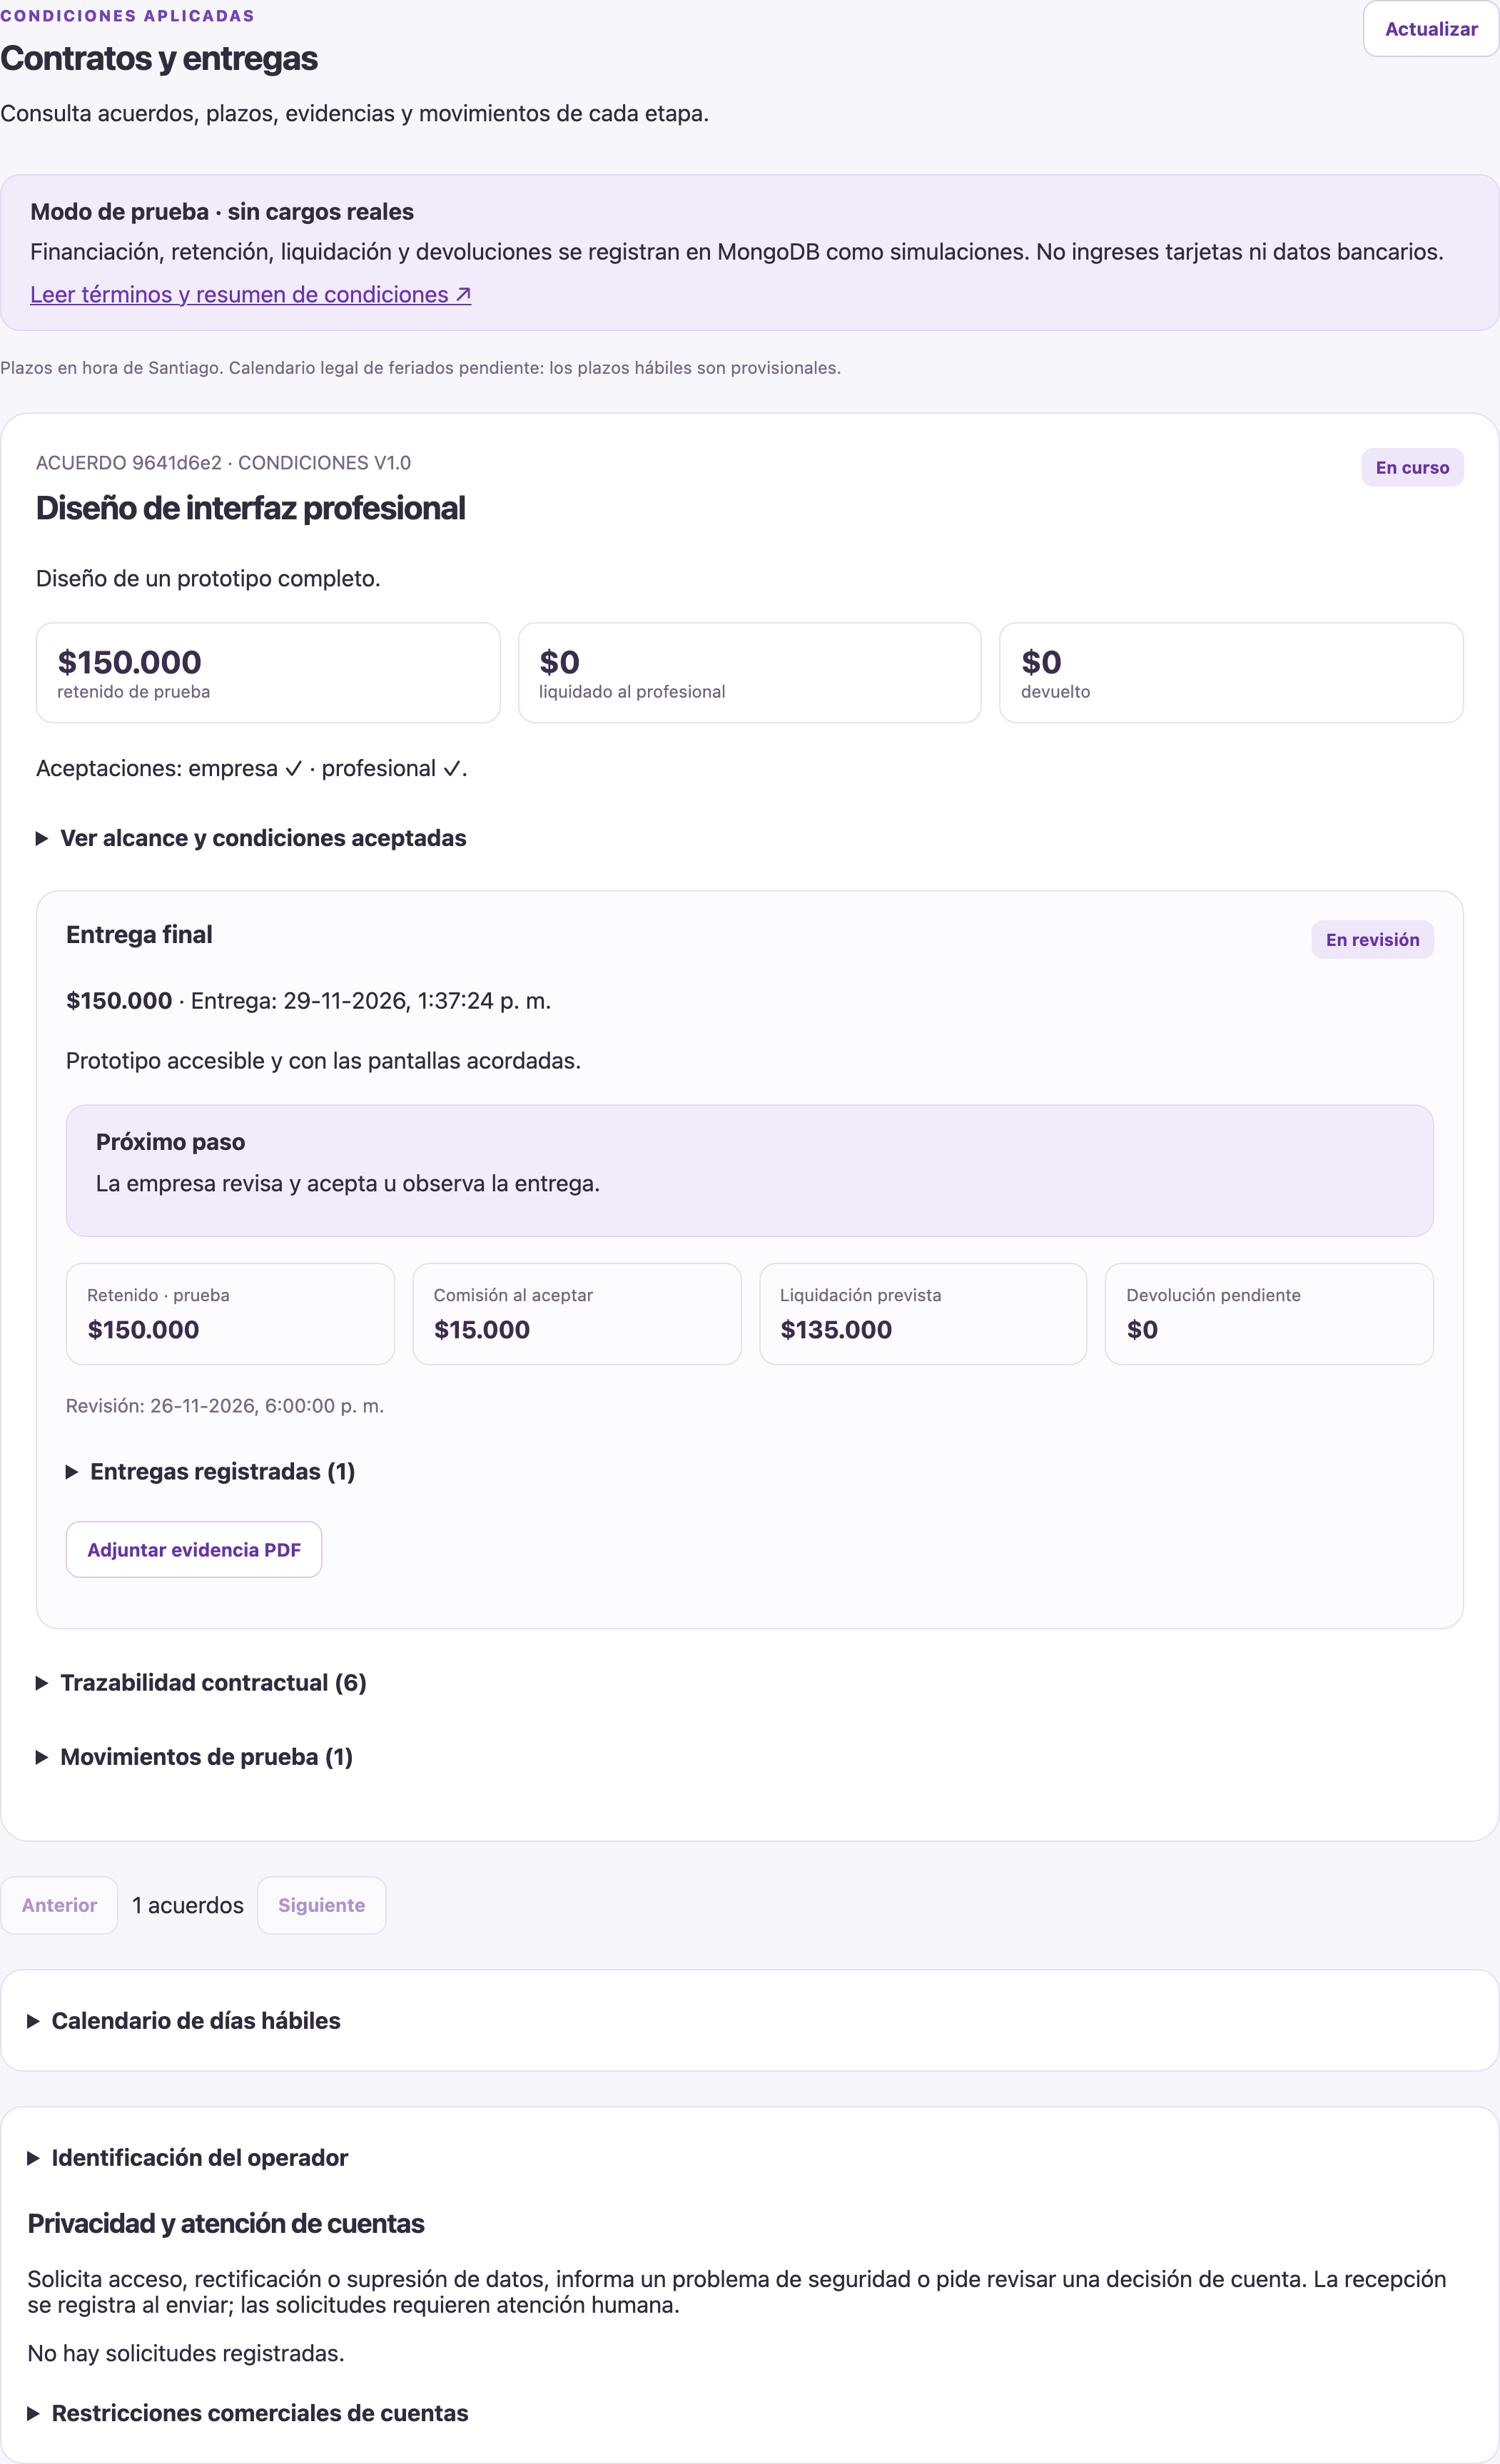 CONDICIONES APLICADAS
Contratos y entregas
Actualizar
Consulta acuerdos, plazos, evidencias y movimientos de cada etapa.
Modo de prueba · sin cargos reales
Financiación, retención, liquidación y devoluciones se registran en MongoDB como simulaciones. No ingreses tarjetas ni datos bancarios.
Leer términos y resumen de condiciones ↗
Plazos en hora de Santiago. Calendario legal de feriados pendiente: los plazos hábiles son provisionales.
ACUERDO 9641d6e2 · CONDICIONES V1.0
En curso
Diseño de interfaz profesional
Diseño de un prototipo completo.
$150.000
retenido de prueba
$0
liquidado al profesional
$0
devuelto
Aceptaciones: empresa ✓ · profesional ✓.
▶ Ver alcance y condiciones aceptadas
Entrega final
En revisión
$150.000 · Entrega: 29-11-2026, 1:37:24 p. m.
Prototipo accesible y con las pantallas acordadas.
Próximo paso
La empresa revisa y acepta u observa la entrega.
Retenido · prueba
$150.000
Comisión al aceptar
$15.000
Liquidación prevista
$135.000
Devolución pendiente
$0
Revisión: 26-11-2026, 6:00:00 p. m.
▶ Entregas registradas (1)
Adjuntar evidencia PDF
▶ Trazabilidad contractual (6)
▶ Movimientos de prueba (1)
Anterior
1 acuerdos
Siguiente
▶ Calendario de días hábiles
▶ Identificación del operador
Privacidad y atención de cuentas
Solicita acceso, rectificación o supresión de datos, informa un problema de seguridad o pide revisar una decisión de cuenta. La recepción
se registra al enviar; las solicitudes requieren atención humana.
No hay solicitudes registradas.
▶ Restricciones comerciales de cuentas